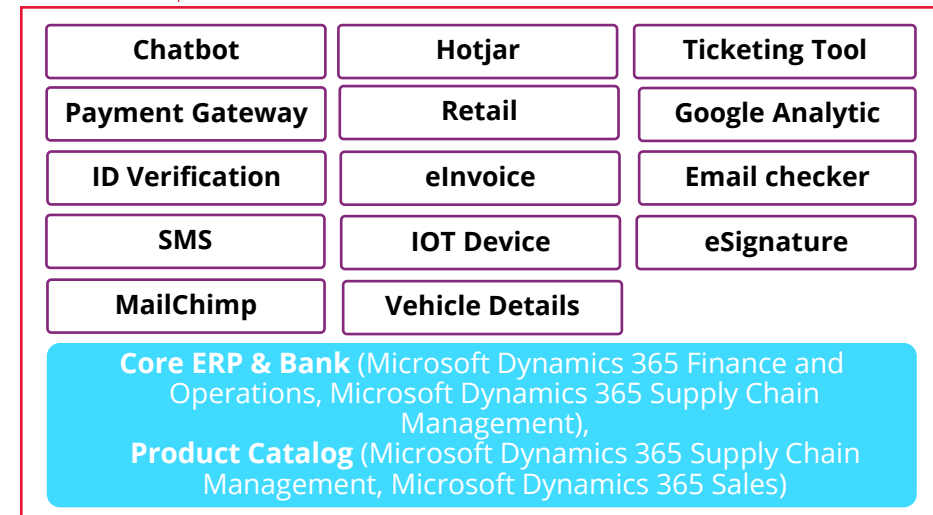 Chatbot
Hotjar
Ticketing Tool
Payment Gateway
Retail
Google Analytic
ID Verification
eInvoice
Email checker
SMS
IOT Device
eSignature
MailChimp
Vehicle Details
Core ERP & Bank (Microsoft Dynamics 365 Finance and
Operations, Microsoft Dynamics 365 Supply Chain
Management),
Product Catalog (Microsoft Dynamics 365 Supply Chain
Management, Microsoft Dynamics 365 Sales)